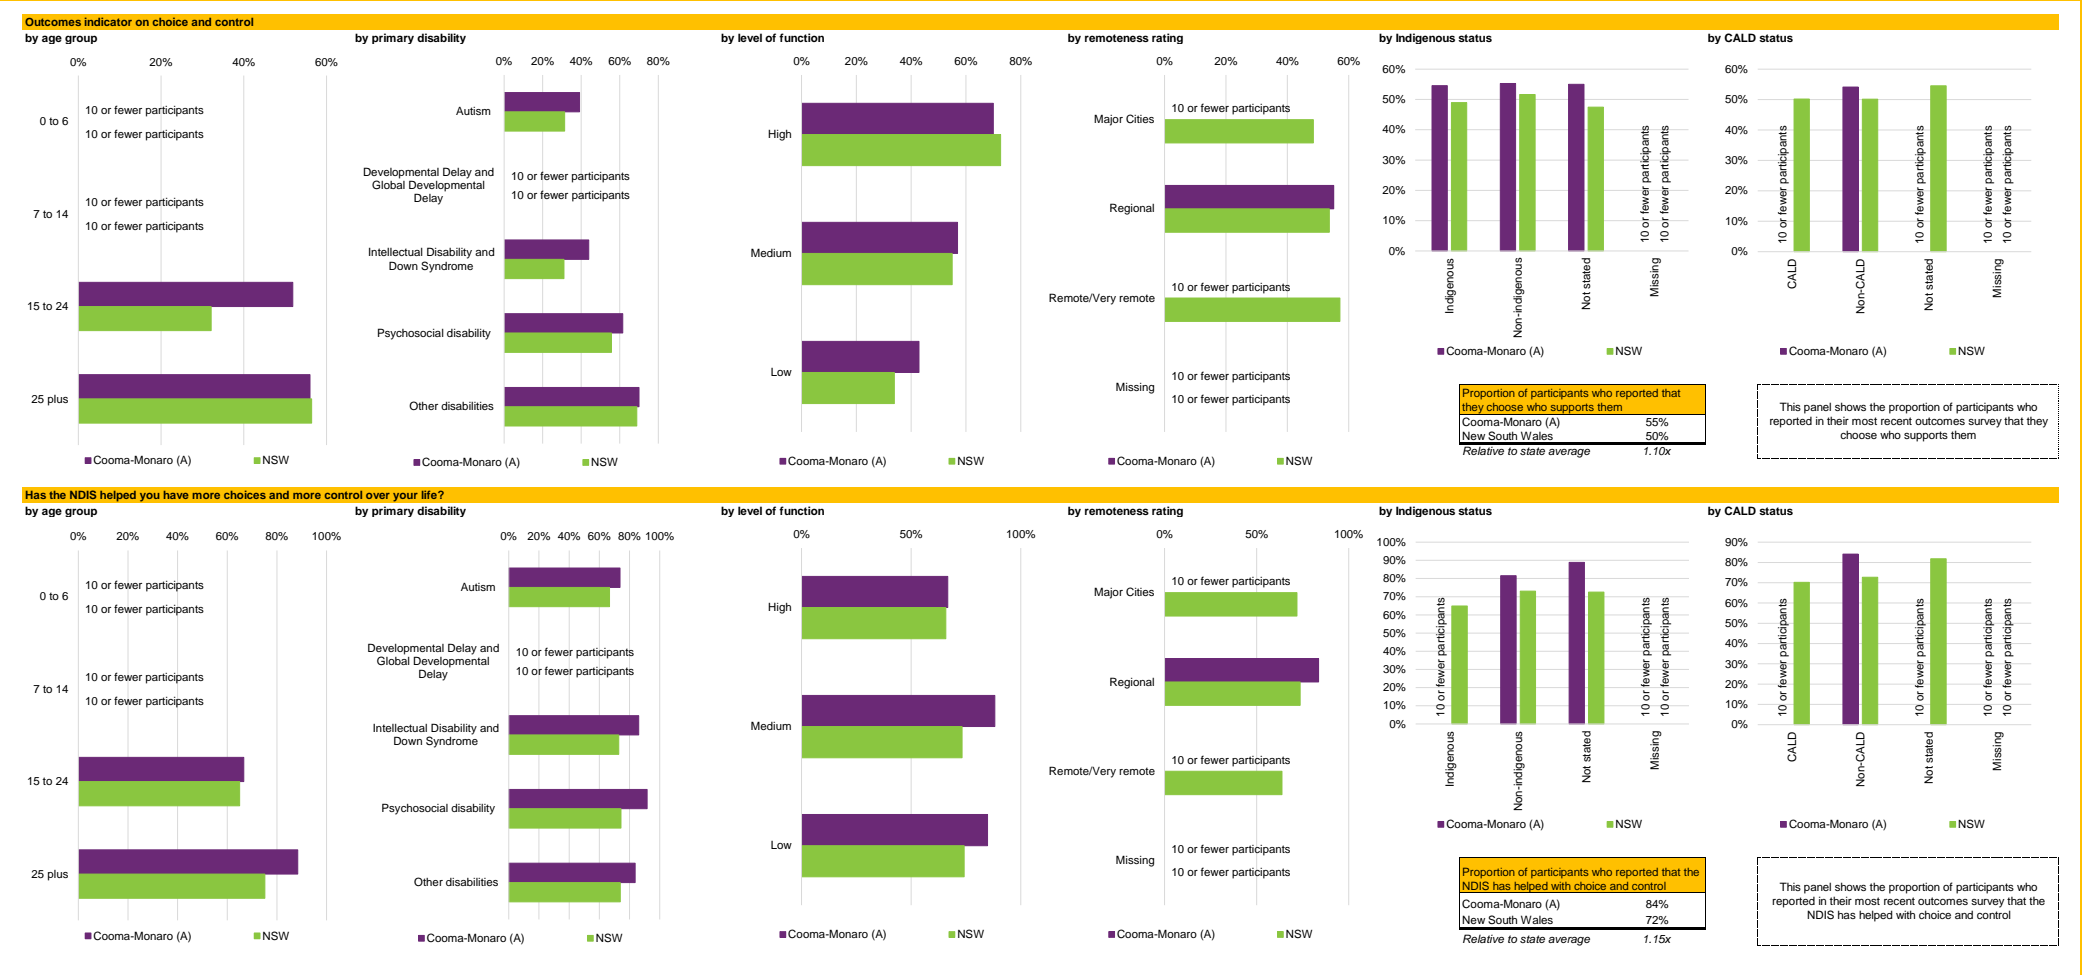 Outcomes indicator on choice and control
by age group
0%
20%
40%
60%
0 to 6
10 or fewer participants
10 or fewer participants
7 to 14
10 or fewer participants
10 or fewer participants
15 to 24
25 plus
Cooma-Monaro (A)
NSW
by primary disability
0%
20%
40%
60%
80%
Autism
Developmental Delay and
Global Developmental
Delay
10 or fewer participants
10 or fewer participants
Intellectual Disability and
Down Syndrome
Psychosocial disability
Other disabilities
Cooma-Monaro (A)
NSW
by level of function
0%
20%
40%
60%
80%
High
Medium
Low
Cooma-Monaro (A)
NSW
by remoteness rating
0%
20%
40%
60%
Major Cities
10 or fewer participants
Regional
Remote/Very remote
10 or fewer participants
Missing
10 or fewer participants
10 or fewer participants
Cooma-Monaro (A)
NSW
by Indigenous status
60%
50%
40%
30%
20%
10%
0%
10 or fewer participants
10 or fewer participants
Indigenous
Non-indigenous
Not stated
Missing
Cooma-Monaro (A)
NSW
by CALD status
60%
50%
40%
30%
20%
10%
0%
10 or fewer participants
10 or fewer participants
10 or fewer participants
10 or fewer participants
CALD
Non-CALD
Not stated
Missing
Cooma-Monaro (A)
NSW
Proportion of participants who reported that
they choose who supports them
Cooma-Monaro (A) 55%
New South Wales 50%
Relative to state average 1.10x
This panel shows the proportion of participants who
reported in their most recent outcomes survey that they
choose who supports them
Has the NDIS helped you have more choices and more control over your life?
by age group
0%
20%
40%
60%
80%
100%
0 to 6
10 or fewer participants
10 or fewer participants
7 to 14
10 or fewer participants
10 or fewer participants
15 to 24
25 plus
Cooma-Monaro (A)
NSW
by primary disability
0%
20%
40%
60%
80%
100%
Autism
Developmental Delay and
Global Developmental
Delay
10 or fewer participants
10 or fewer participants
Intellectual Disability and
Down Syndrome
Psychosocial disability
Other disabilities
Cooma-Monaro (A)
NSW
by level of function
0%
50%
100%
High
Medium
Low
Cooma-Monaro (A)
NSW
by remoteness rating
0%
50%
100%
Major Cities
10 or fewer participants
Regional
Remote/Very remote
10 or fewer participants
Missing
10 or fewer participants
10 or fewer participants
Cooma-Monaro (A)
NSW
by Indigenous status
100%
90%
80%
70%
60%
50%
40%
30%
20%
10%
0%
10 or fewer participants
10 or fewer participants
10 or fewer participants
Indigenous
Non-indigenous
Not stated
Missing
Cooma-Monaro (A)
NSW
by CALD status
90%
80%
70%
60%
50%
40%
30%
20%
10%
0%
10 or fewer participants
10 or fewer participants
10 or fewer participants
10 or fewer participants
CALD
Non-CALD
Not stated
Missing
Cooma-Monaro (A)
NSW
Proportion of participants who reported that the
NDIS has helped with choice and control
Cooma-Monaro (A) 84%
New South Wales 72%
Relative to state average 1.15x
This panel shows the proportion of participants who
reported in their most recent outcomes survey that the
NDIS has helped with choice and control